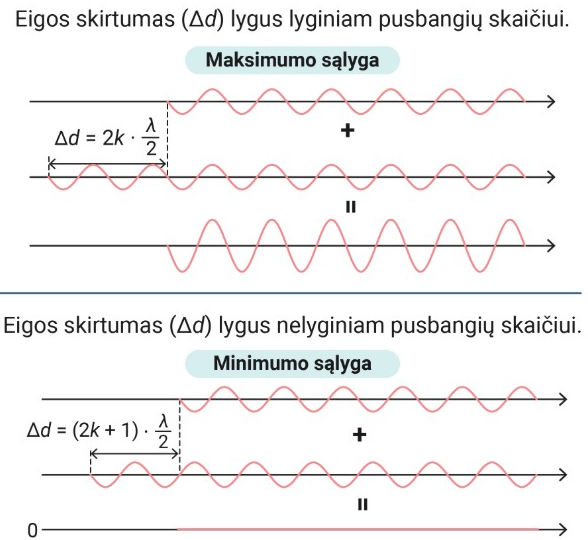 Eigos skirtumas (Δd) lygus lyginiam pusbangių skaičiui.
Maksimumo sąlyga
+
Δd = 2k · λ/2
=
Eigos skirtumas (Δd) lygus nelyginiam pusbangių skaičiui.
Minimumo sąlyga
Δd = (2k + 1) · λ/2
+
=
0